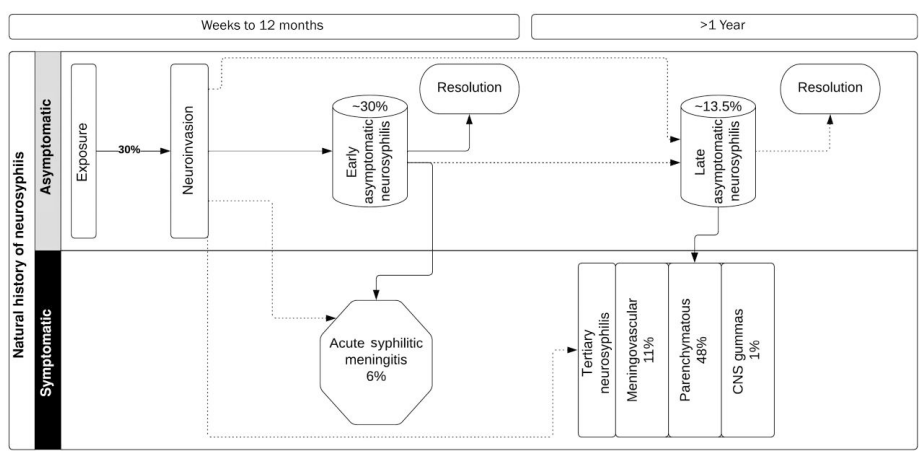 Weeks to 12 months
>1 Year
Natural history of neurosyphiis
Asymptomatic
Exposure
30%
Neuroinvasion
~30%
Early
asymptomatic
neurosyphilis
Resolution
~13.5%
Late
asymptomatic
neurosyphilis
Resolution
Symptomatic
Acute syphilitic
meningitis
6%
Tertiary
neurosyphilis
Meningovascular
11%
Parenchymatous
48%
CNS gummas
1%